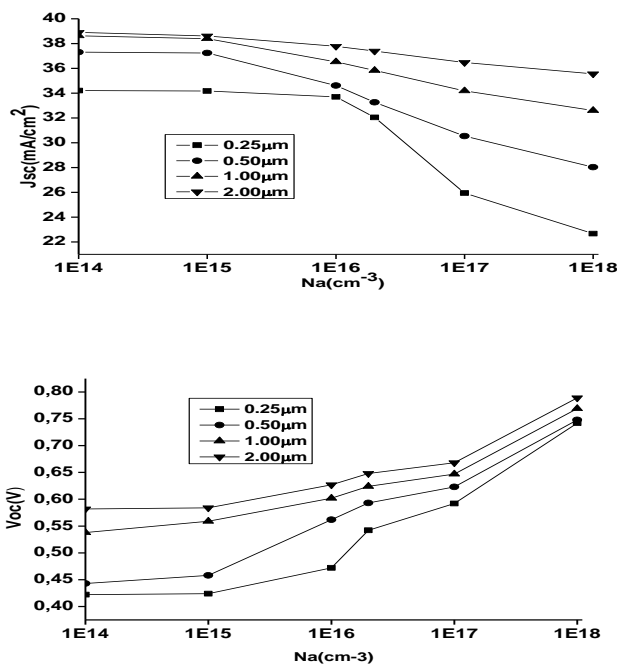 40
38
36
34
32
30
28
26
24
22
Jsc(mA/cm²)
0.25μm
0.50μm
1.00μm
2.00μm
1E14 1E15 1E16 1E17 1E18
Na(cm⁻³)
0,80
0,75
0,70
0,65
0,60
0,55
0,50
0,45
0,40
Voc(V)
0.25μm
0.50μm
1.00μm
2.00μm
1E14 1E15 1E16 1E17 1E18
Na(cm-3)